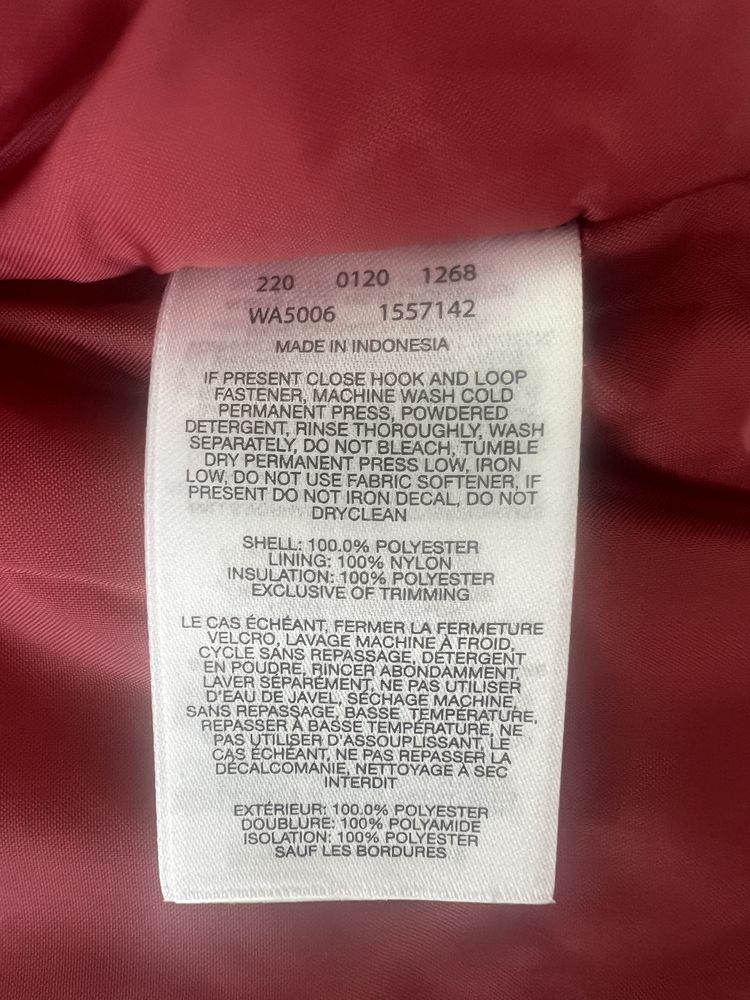 220 0120 1268
WA5006 1557142
MADE IN INDONESIA
IF PRESENT CLOSE HOOK AND LOOP
FASTENER, MACHINE WASH COLD
PERMANENT PRESS, POWDERED
DETERGENT, RINSE THOROUGHLY, WASH
SEPARATELY, DO NOT BLEACH, TUMBLE
DRY PERMANENT PRESS LOW, IRON
LOW, DO NOT USE FABRIC SOFTENER, IF
PRESENT DO NOT IRON DECAL, DO NOT
DRYCLEAN
SHELL: 100.0% POLYESTER
LINING: 100% NYLON
INSULATION: 100% POLYESTER
EXCLUSIVE OF TRIMMING
LE CAS ÉCHÉANT, FERMER LA FERMETURE
VELCRO, LAVAGE MACHINE À FROID,
CYCLE SANS REPASSAGE, DÉTERGENT
EN POUDRE, RINCER ABONDAMMENT,
LAVER SÉPARÉMENT, NE PAS UTILISER
D'EAU DE JAVEL, SÉCHAGE MACHINE,
SANS REPASSAGE, BASSE TEMPÉRATURE,
REPASSER À BASSE TEMPÉRATURE, NE
PAS UTILISER D'ASSOUPLISSANT, LE
CAS ÉCHÉANT, NE PAS REPASSER LA
DÉCALCOMANIE, NETTOYAGE À SEC
INTERDIT
EXTÉRIEUR: 100.0% POLYESTER
DOUBLURE: 100% POLYAMIDE
ISOLATION: 100% POLYESTER
SAUF LES BORDURES